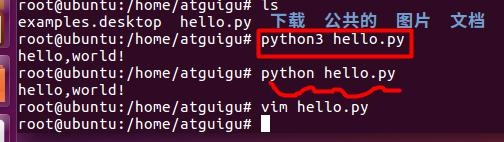 root@ubuntu:/home/atguigu# ls
examples.desktop  hello.py  下载  公共的  图片  文档
root@ubuntu:/home/atguigu# python3 hello.py
hello,world!
root@ubuntu:/home/atguigu# python hello.py
hello,world!
root@ubuntu:/home/atguigu# vim hello.py
root@ubuntu:/home/atguigu#